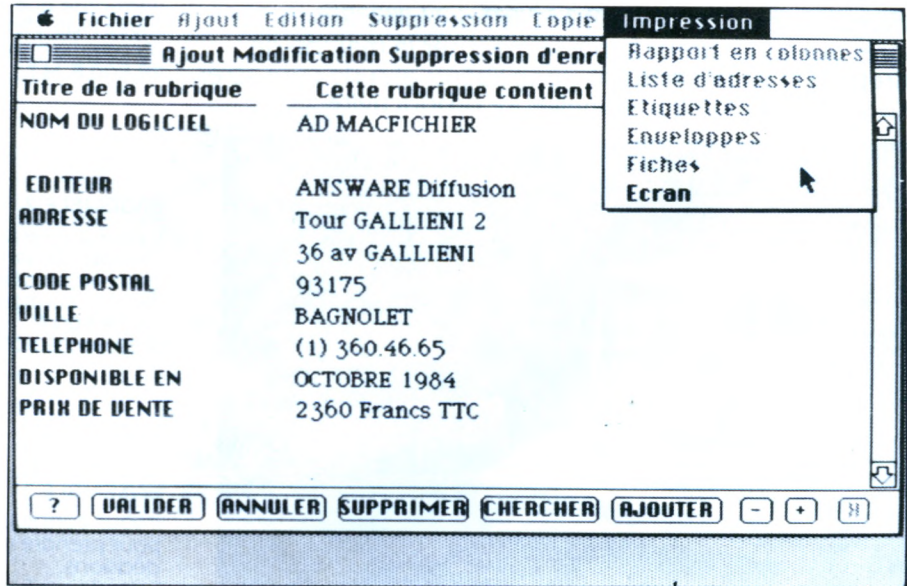 Fichier Ajout Edition Suppression Copie Impression
Ajout Modification Suppression d'enre
Rapport en colonnes
Liste d'adresses
Etiquettes
Enveloppes
Fiches
Ecran
Titre de la rubrique Cette rubrique contient
NOM DU LOGICIEL AD MACFICHIER
EDITEUR ANSWARE Diffusion
ADRESSE Tour GALLIENI 2
36 av GALLIENI
CODE POSTAL 93175
VILLE BAGNOLET
TELEPHONE (1) 360.46.65
DISPONIBLE EN OCTOBRE 1984
PRIX DE VENTE 2360 Francs TTC
? VALIDER ANNULER SUPPRIMER CHERCHER AJOUTER - +